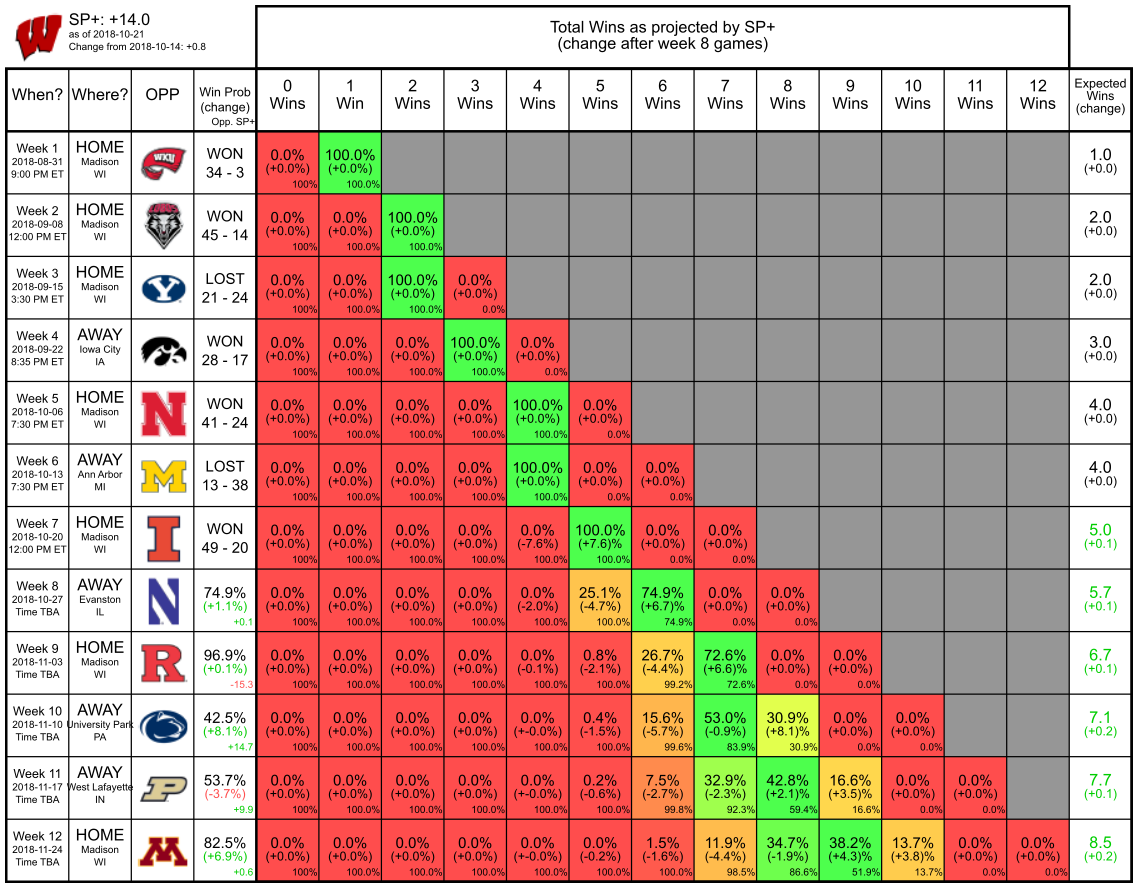 SP+: +14.0
as of 2018-10-21
Change from 2018-10-14: +0.8
Total Wins as projected by SP+
(change after week 8 games)
When? Where? OPP Win Prob (change) Opp. SP+ 0 Wins 1 Win 2 Wins 3 Wins 4 Wins 5 Wins 6 Wins 7 Wins 8 Wins 9 Wins 10 Wins 11 Wins 12 Wins Expected Wins (change)
Week 1 HOME WKU WON 0.0% 100.0% 1.0
2018-08-31 Madison 34 - 3 (+0.0%) (+0.0%) (+0.0)
9:00 PM ET WI 100% 100.0%
Week 2 HOME WON 0.0% 0.0% 100.0% 2.0
2018-09-08 Madison 45 - 14 (+0.0%) (+0.0%) (+0.0%) (+0.0)
12:00 PM ET WI 100% 100.0% 100.0%
Week 3 HOME Y LOST 0.0% 0.0% 100.0% 0.0% 2.0
2018-09-15 Madison 21 - 24 (+0.0%) (+0.0%) (+0.0%) (+0.0%) (+0.0)
3:30 PM ET WI 100% 100.0% 100.0% 0.0%
Week 4 AWAY WON 0.0% 0.0% 0.0% 100.0% 0.0% 3.0
2018-09-22 Iowa City 28 - 17 (+0.0%) (+0.0%) (+0.0%) (+0.0%) (+0.0%) (+0.0)
8:35 PM ET IA 100% 100.0% 100.0% 100.0% 0.0%
Week 5 HOME N WON 0.0% 0.0% 0.0% 0.0% 100.0% 0.0% 4.0
2018-10-06 Madison 41 - 24 (+0.0%) (+0.0%) (+0.0%) (+0.0%) (+0.0%) (+0.0%) (+0.0)
7:30 PM ET WI 100% 100.0% 100.0% 100.0% 100.0% 0.0%
Week 6 AWAY M LOST 0.0% 0.0% 0.0% 0.0% 100.0% 0.0% 0.0% 4.0
2018-10-13 Ann Arbor 13 - 38 (+0.0%) (+0.0%) (+0.0%) (+0.0%) (+0.0%) (+0.0%) (+0.0%) (+0.0)
7:30 PM ET MI 100% 100.0% 100.0% 100.0% 100.0% 0.0% 0.0%
Week 7 HOME I WON 0.0% 0.0% 0.0% 0.0% 0.0% 100.0% 0.0% 0.0% 5.0
2018-10-20 Madison 49 - 20 (+0.0%) (+0.0%) (+0.0%) (+0.0%) (-7.6%) (+7.6)% (+0.0%) (+0.0%) (+0.1)
12:00 PM ET WI 100% 100.0% 100.0% 100.0% 100.0% 100.0% 0.0% 0.0%
Week 8 AWAY N 74.9% 0.0% 0.0% 0.0% 0.0% 0.0% 25.1% 74.9% 0.0% 0.0% 5.7
2018-10-27 Evanston (+1.1%) (+0.0%) (+0.0%) (+0.0%) (+0.0%) (-2.0%) (-4.7%) (+6.7)% (+0.0%) (+0.0%) (+0.1)
Time TBA IL +0.1 100% 100.0% 100.0% 100.0% 100.0% 100.0% 74.9% 0.0% 0.0%
Week 9 HOME R 96.9% 0.0% 0.0% 0.0% 0.0% 0.0% 0.8% 26.7% 72.6% 0.0% 0.0% 6.7
2018-11-03 Madison (+0.1%) (+0.0%) (+0.0%) (+0.0%) (+0.0%) (-0.1%) (-2.1%) (-4.4%) (+6.6)% (+0.0%) (+0.0%) (+0.1)
Time TBA WI -15.3 100% 100.0% 100.0% 100.0% 100.0% 100.0% 99.2% 72.6% 0.0% 0.0%
Week 10 AWAY 42.5% 0.0% 0.0% 0.0% 0.0% 0.0% 0.4% 15.6% 53.0% 30.9% 0.0% 0.0% 7.1
2018-11-10 University Park (+8.1%) (+0.0%) (+0.0%) (+0.0%) (+0.0%) (+-0.0%) (-1.5%) (-5.7%) (-0.9%) (+8.1)% (+0.0%) (+0.0%) (+0.2)
Time TBA PA +14.7 100% 100.0% 100.0% 100.0% 100.0% 100.0% 99.6% 83.9% 30.9% 0.0% 0.0%
Week 11 AWAY P 53.7% 0.0% 0.0% 0.0% 0.0% 0.0% 0.2% 7.5% 32.9% 42.8% 16.6% 0.0% 0.0% 7.7
2018-11-17 West Lafayette (-3.7%) (+0.0%) (+0.0%) (+0.0%) (+0.0%) (+-0.0%) (-0.6%) (-2.7%) (-2.3%) (+2.1)% (+3.5)% (+0.0%) (+0.0%) (+0.1)
Time TBA IN +9.9 100% 100.0% 100.0% 100.0% 100.0% 100.0% 99.8% 92.3% 59.4% 16.6% 0.0% 0.0%
Week 12 HOME M 82.5% 0.0% 0.0% 0.0% 0.0% 0.0% 0.0% 1.5% 11.9% 34.7% 38.2% 13.7% 0.0% 0.0% 8.5
2018-11-24 Madison (+6.9%) (+0.0%) (+0.0%) (+0.0%) (+0.0%) (+-0.0%) (-0.2%) (-1.6%) (-4.4%) (-1.9%) (+4.3)% (+3.8)% (+0.0%) (+0.0%) (+0.2)
Time TBA WI +0.6 100% 100.0% 100.0% 100.0% 100.0% 100.0% 100.0% 98.5% 86.6% 51.9% 13.7% 0.0% 0.0%